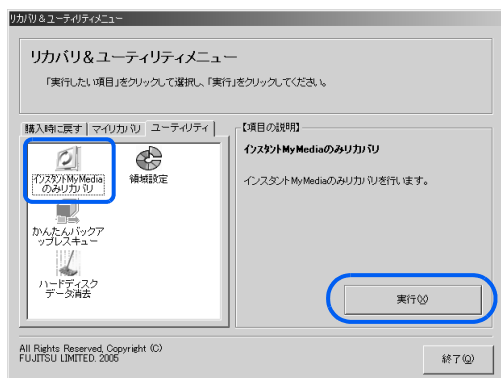 リカバリ&ユーティリティメニュー
リカバリ&ユーティリティメニュー
「実行したい項目」をクリックして選択し、「実行」をクリックしてください。
購入時に戻す
マイリカバリ
ユーティリティ
インスタントMyMedia
のみリカバリ
領域設定
かんたんバックア
ップレスキュー
ハードディスク
データ消去
【項目の説明】
インスタントMyMediaのみリカバリ
インスタントMyMediaのみリカバリを行います。
実行(X)
All Rights Reserved, Copyright (C)
FUJITSU LIMITED. 2005
終了(Q)